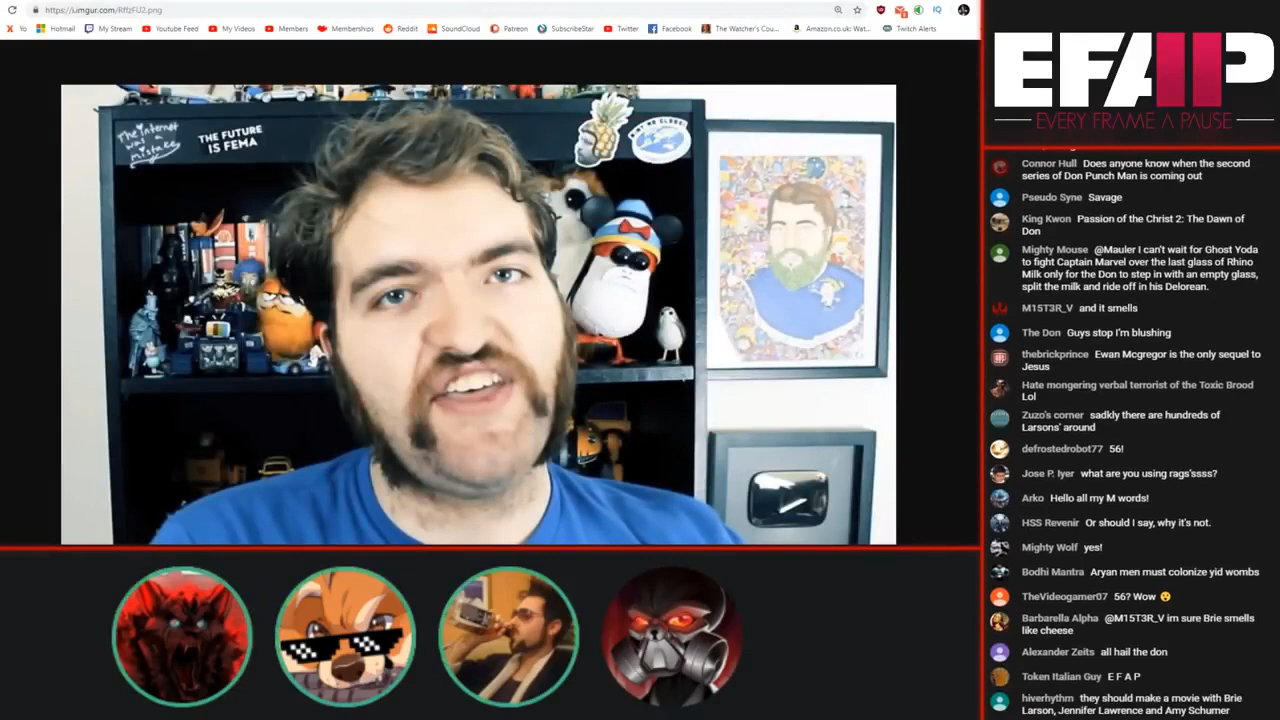 https://i.imgur.com/RffzFiJ2.png
Yo
Hotmail
My Stream
Youtube Feed
My Videos
Members
Memberships
Reddit
SoundCloud
Patreon
SubscribeStar
Twitter
Facebook
The Watcher's Cou...
Amazon.co.uk: Wat...
Twitch Alerts
The internet
was a
mistake
THE FUTURE
IS FEMA
EFAP
EVERY FRAME A PAUSE
Connor Hull Does anyone know when the second
series of Don Punch Man is coming out
Pseudo Syne Savage
King Kwon Passion of the Christ 2: The Dawn of
Don
Mighty Mouse @Mauler I can't wait for Ghost Yoda
to fight Captain Marvel over the last glass of Rhino
Milk only for the Don to step in with an empty glass,
split the milk and ride off in his Delorean.
M15T3R_V and it smells
The Don Guys stop I'm blushing
thebrickprince Ewan Mcgregor is the only sequel to
Jesus
Hate mongering verbal terrorist of the Toxic Brood
Lol
Zuzo's corner sadly there are hundreds of
Larsons' around
defrostedrobot77 56!
Jose P. Iyer what are you using rags'ssss?
Arko Hello all my M words!
HSS Revenir Or should I say, why it's not.
Mighty Wolf yes!
Bodhi Mantra Aryan men must colonize yid wombs
TheVideogamer07 56? Wow 😮
Barbarella Alpha @M15T3R_V im sure Brie smells
like cheese
Alexander Zeits all hail the don
Token Italian Guy E F A P
hiverhythm they should make a movie with Brie
Larson, Jennifer Lawrence and Amy Schumer